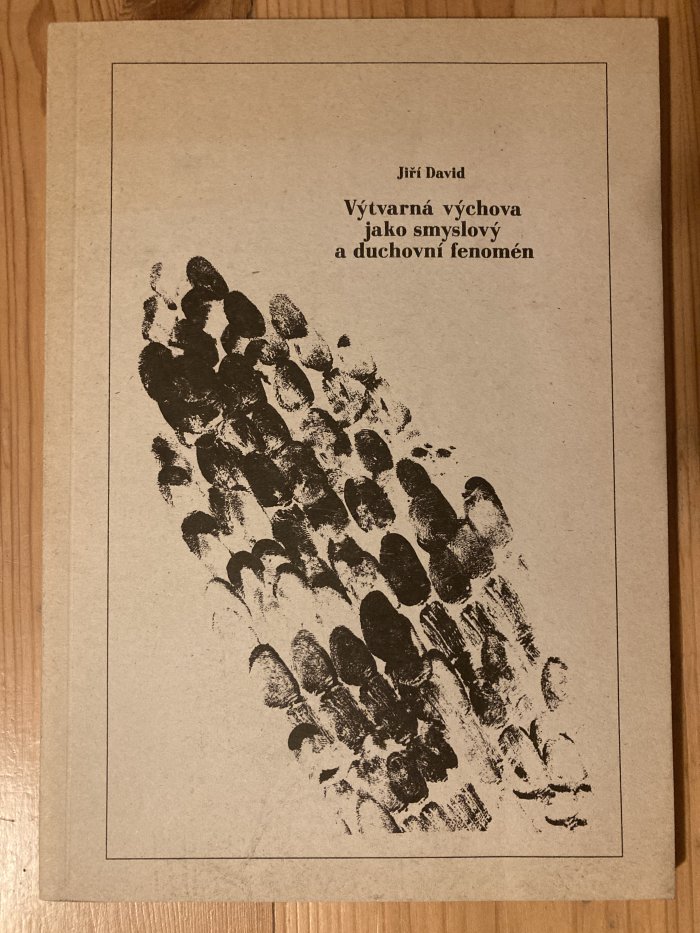 Jiří David
Výtvarná výchova
jako smyslový
a duchovní fenomén